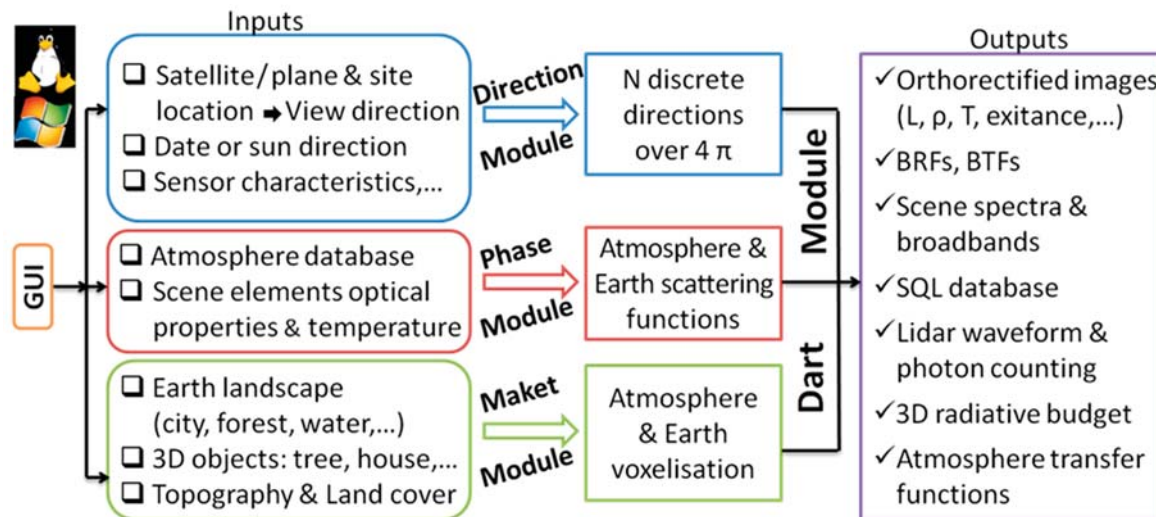 Inputs
❑ Satellite/plane & site
location ➡ View direction
❑ Date or sun direction
❑ Sensor characteristics,...
Direction
Module
N discrete
directions
over 4 π
GUI
❑ Atmosphere database
❑ Scene elements optical
properties & temperature
Phase
Module
Atmosphere &
Earth scattering
functions
❑ Earth landscape
(city, forest, water,...)
❑ 3D objects: tree, house,...
❑ Topography & Land cover
Maket
Module
Atmosphere
& Earth
voxelisation
Dart Module
Outputs
✓Orthorectified images
(L, ρ, T, exitance,...)
✓BRFs, BTFs
✓Scene spectra &
broadbands
✓SQL database
✓Lidar waveform &
photon counting
✓3D radiative budget
✓Atmosphere transfer
functions